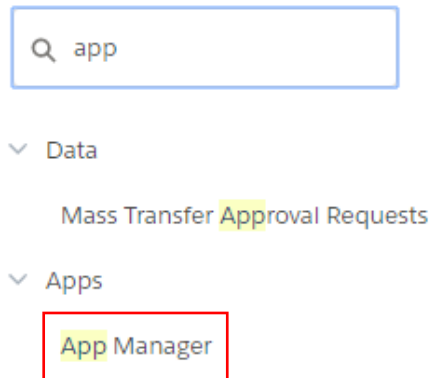 app
Data
Mass Transfer Approval Requests
Apps
App Manager